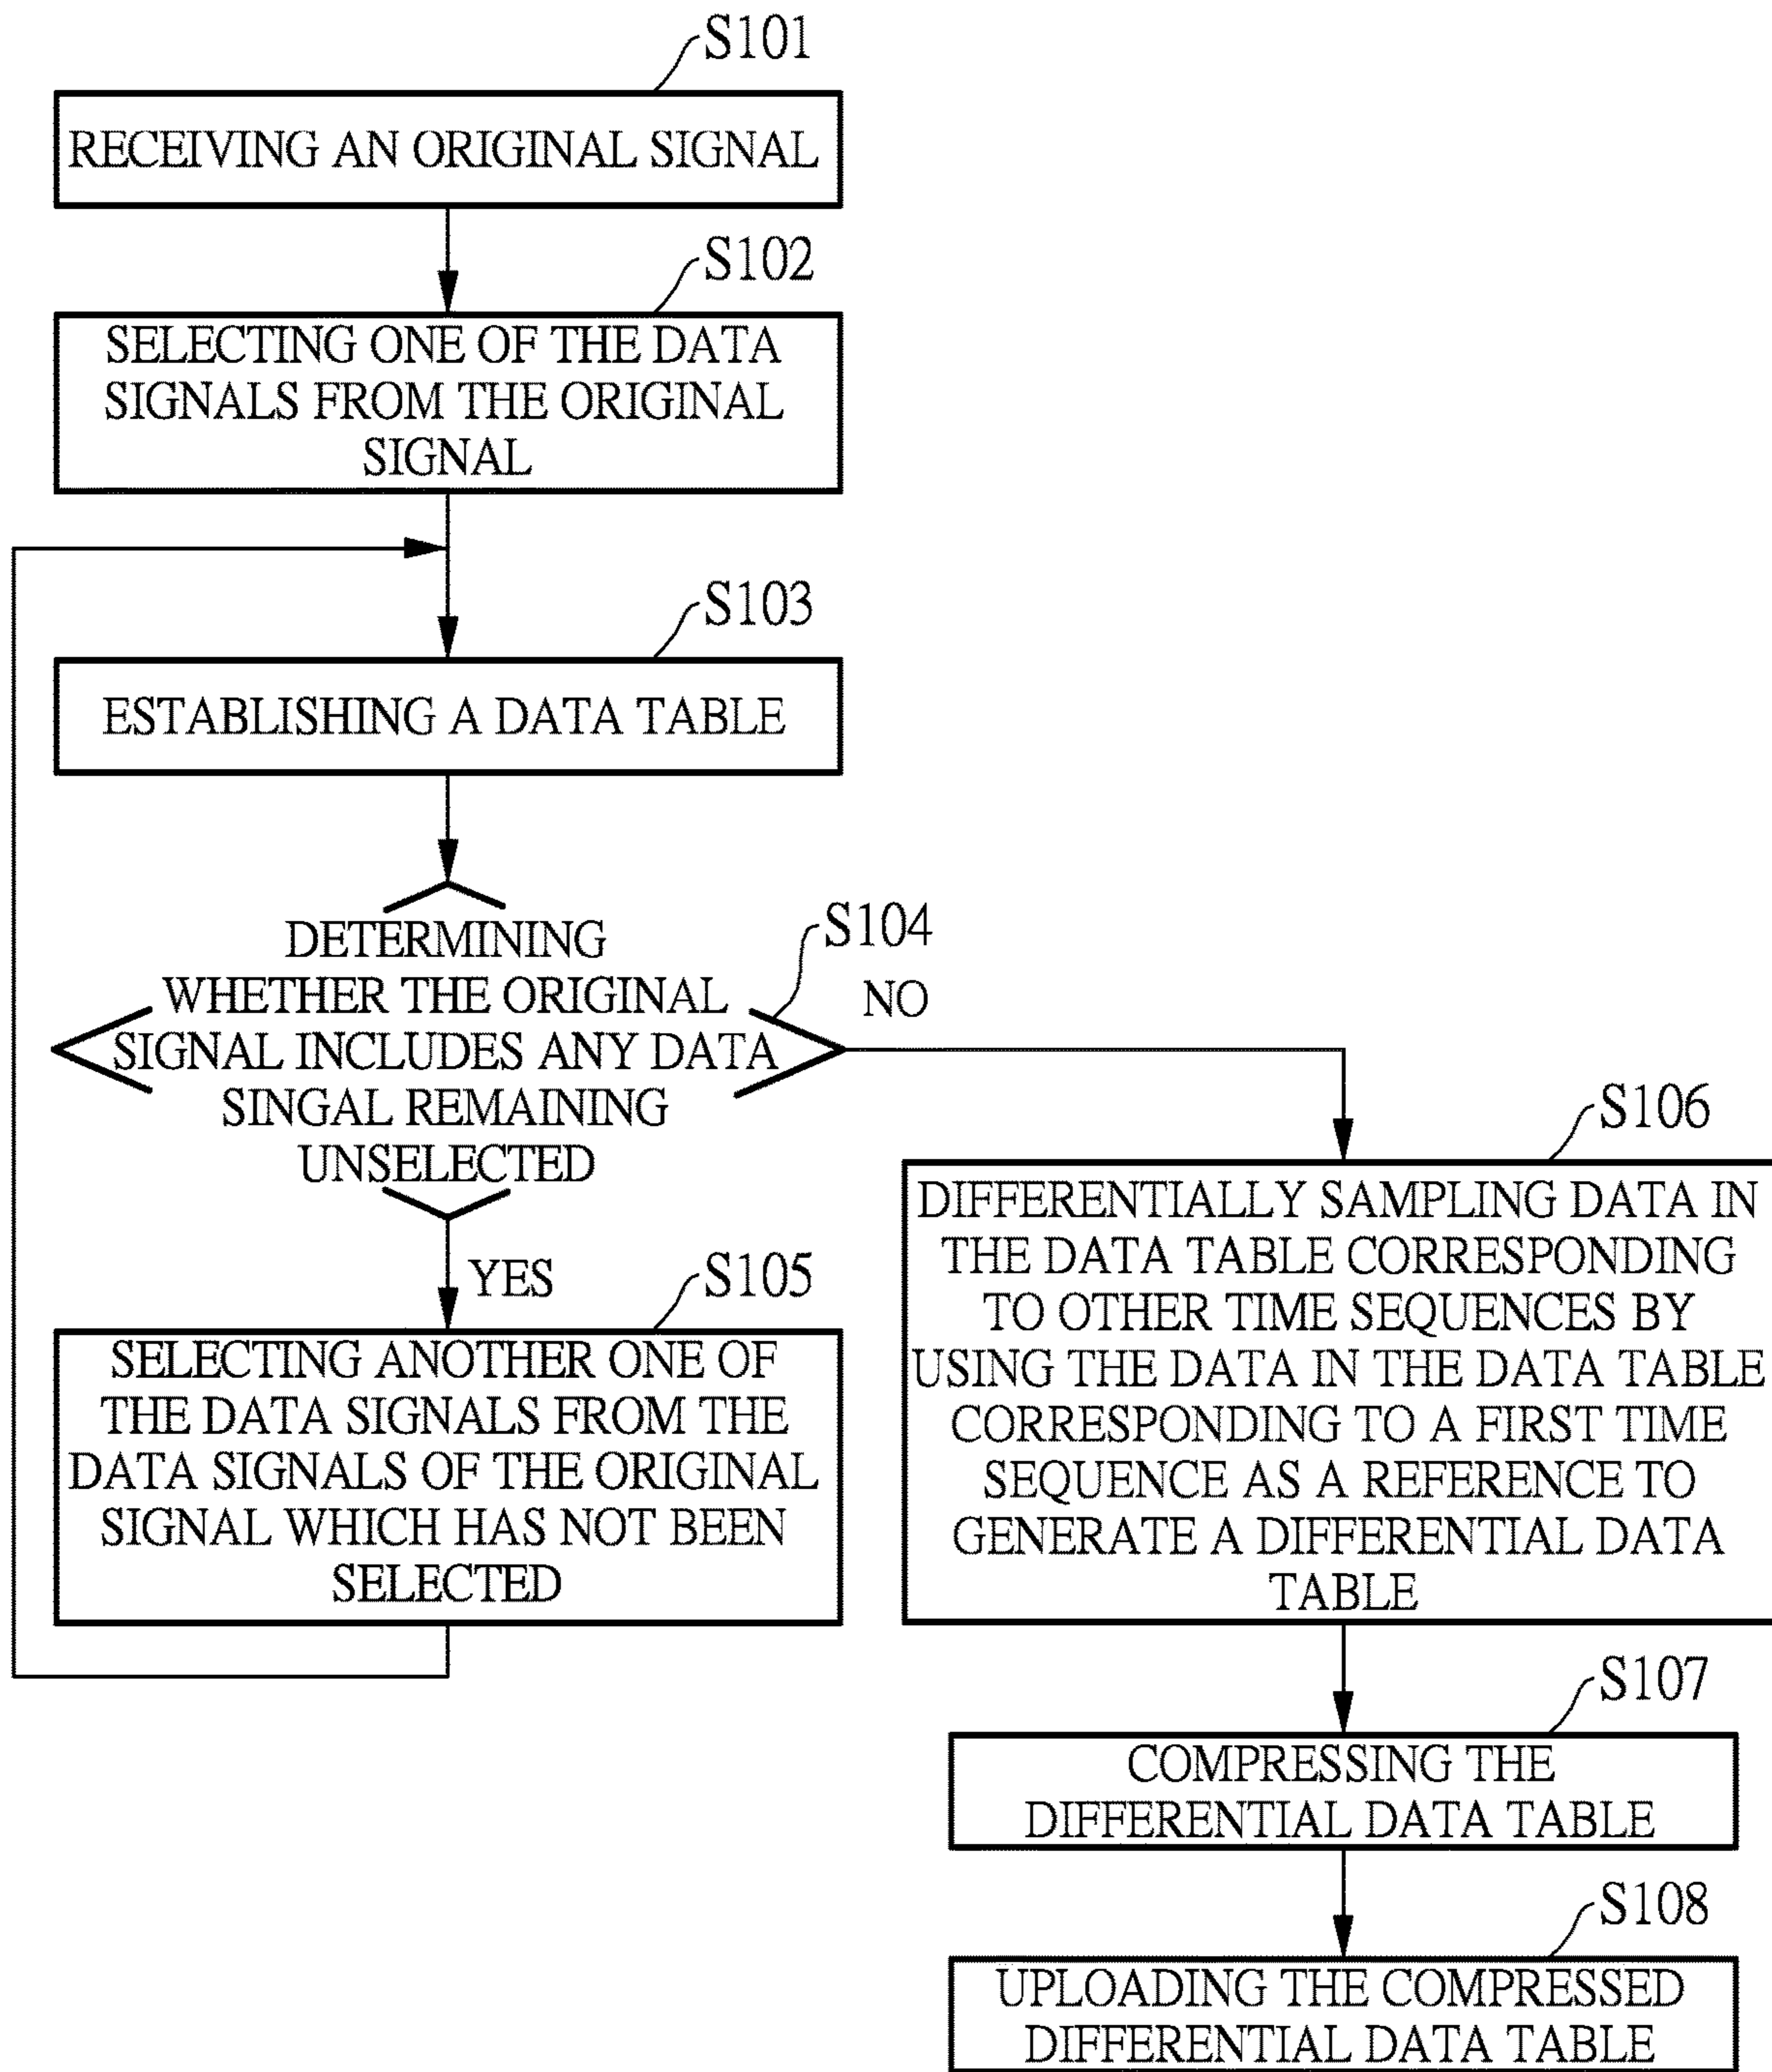 S101
RECEIVING AN ORIGINAL SIGNAL
S102
SELECTING ONE OF THE DATA
SIGNALS FROM THE ORIGINAL
SIGNAL
S103
ESTABLISHING A DATA TABLE
S104
DETERMINING
WHETHER THE ORIGINAL
SIGNAL INCLUDES ANY DATA
SINGAL REMAINING
UNSELECTED
NO
YES
S105
SELECTING ANOTHER ONE OF
THE DATA SIGNALS FROM THE
DATA SIGNALS OF THE ORIGINAL
SIGNAL WHICH HAS NOT BEEN
SELECTED
S106
DIFFERENTIALLY SAMPLING DATA IN
THE DATA TABLE CORRESPONDING
TO OTHER TIME SEQUENCES BY
USING THE DATA IN THE DATA TABLE
CORRESPONDING TO A FIRST TIME
SEQUENCE AS A REFERENCE TO
GENERATE A DIFFERENTIAL DATA
TABLE
S107
COMPRESSING THE
DIFFERENTIAL DATA TABLE
S108
UPLOADING THE COMPRESSED
DIFFERENTIAL DATA TABLE